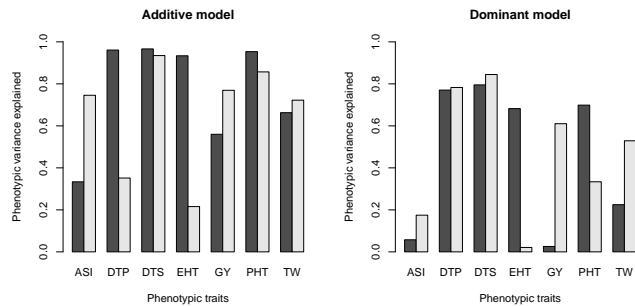 Additive model
Phenotypic variance explained
1.0
0.8
0.6
0.4
0.2
0.0
ASI DTP DTS EHT GY PHT TW
Phenotypic traits
Dominant model
Phenotypic variance explained
1.0
0.8
0.6
0.4
0.2
0.0
ASI DTP DTS EHT GY PHT TW
Phenotypic traits